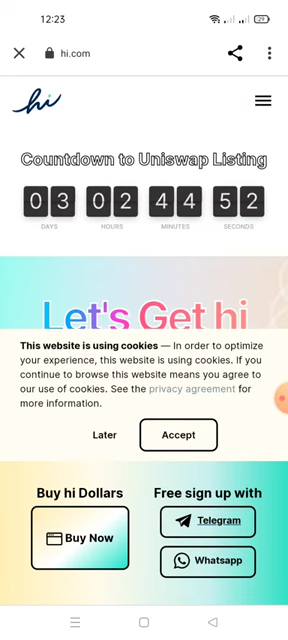 12:23
29
hi.com
hi
Countdown to Uniswap Listing
03 02 44 52
DAYS HOURS MINUTES SECONDS
Let's Get hi
This website is using cookies — In order to optimize
your experience, this website is using cookies. If you
continue to browse this website means you agree to
our use of cookies. See the privacy agreement for
more information.
Later Accept
Buy hi Dollars Free sign up with
Buy Now Telegram
Whatsapp